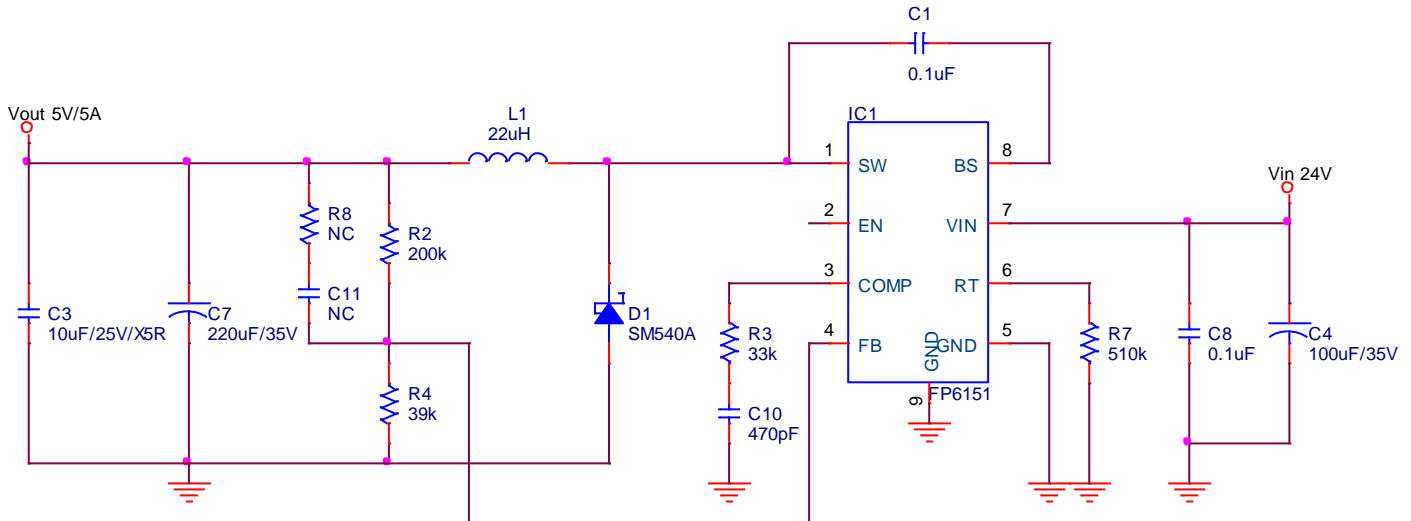 C1
0.1uF
Vout 5V/5A
L1
22uH
IC1
1
SW
BS
8
Vin 24V
2
EN
VIN
7
R8
NC
R2
200k
3
COMP
RT
6
C11
NC
C3
10uF/25V/X5R
C7
220uF/35V
D1
SM540A
R3
33k
4
FB
GND
GND
5
R7
510k
C8
0.1uF
C4
100uF/35V
R4
39k
C10
470pF
9
FP6151